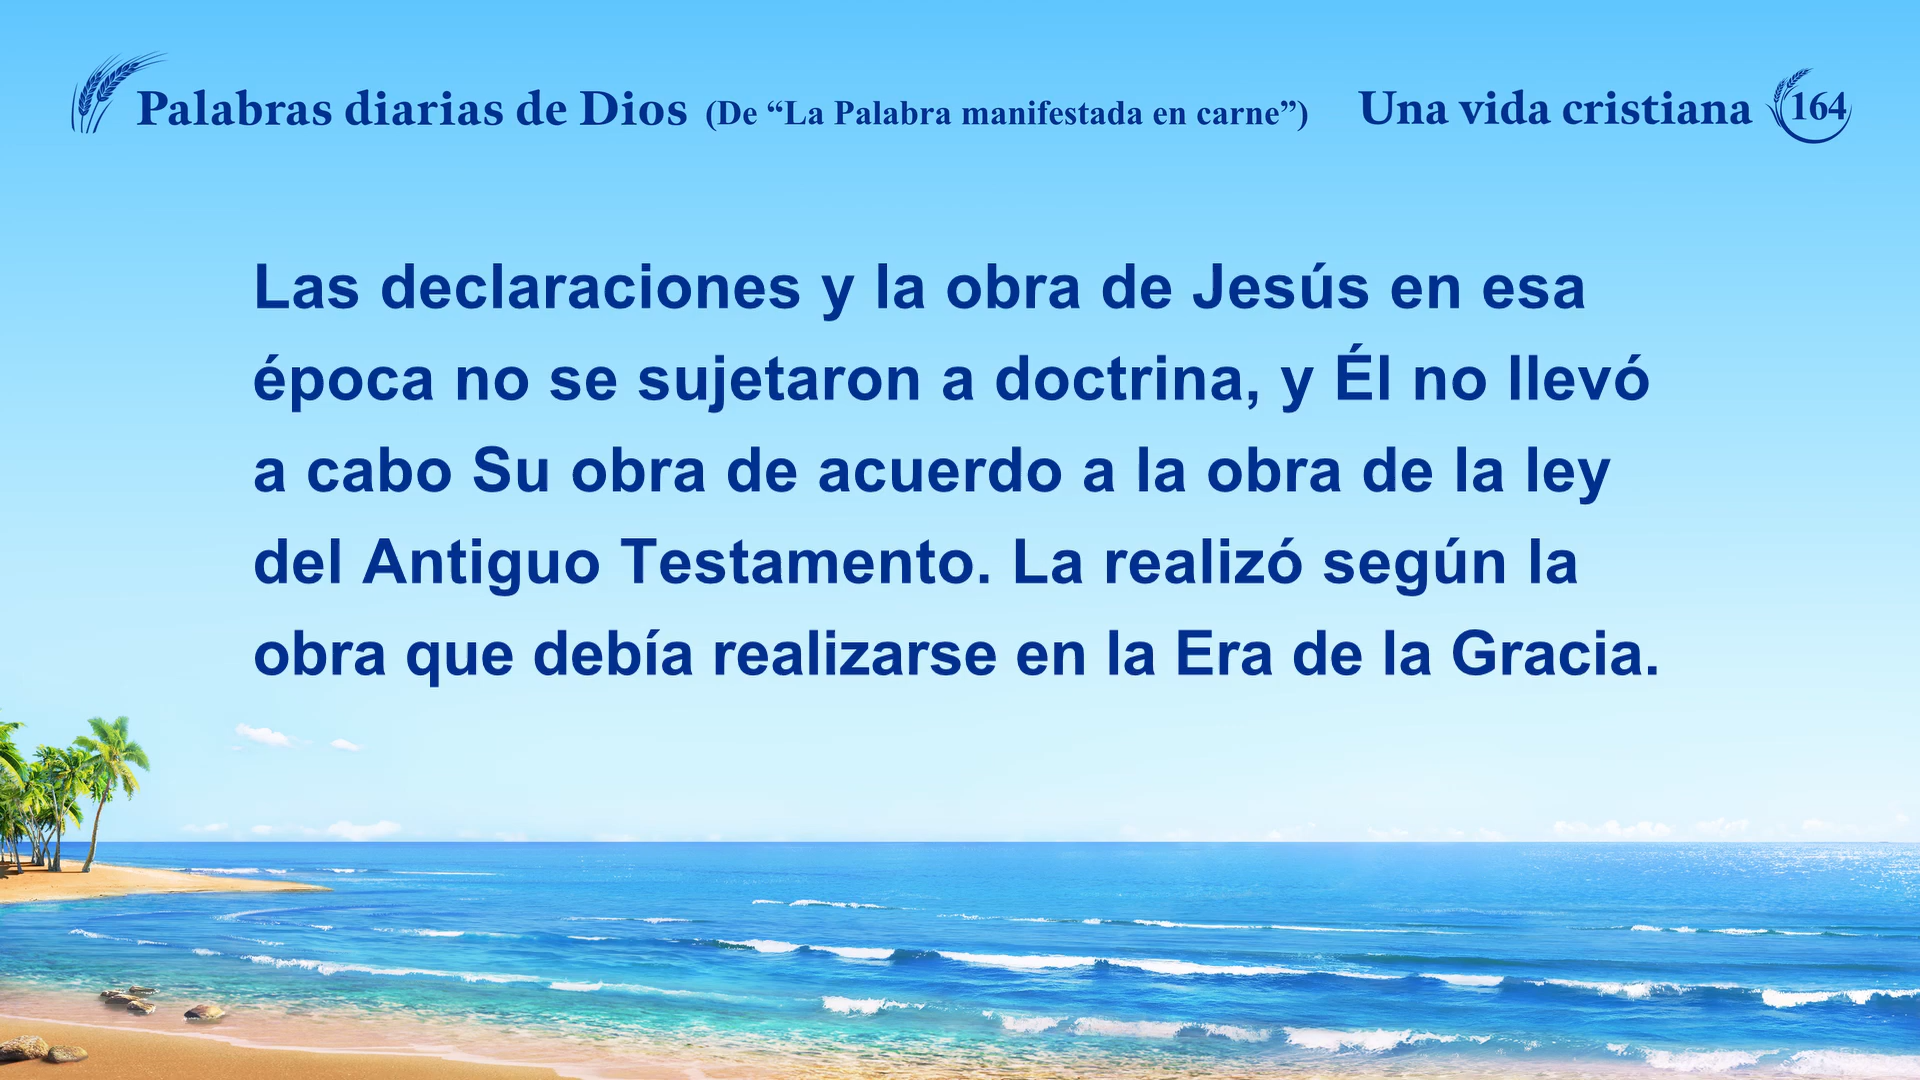 Palabras diarias de Dios (De “La Palabra manifestada en carne”) Una vida cristiana 164
Las declaraciones y la obra de Jesús en esa
época no se sujetaron a doctrina, y Él no llevó
a cabo Su obra de acuerdo a la obra de la ley
del Antiguo Testamento. La realizó según la
obra que debía realizarse en la Era de la Gracia.